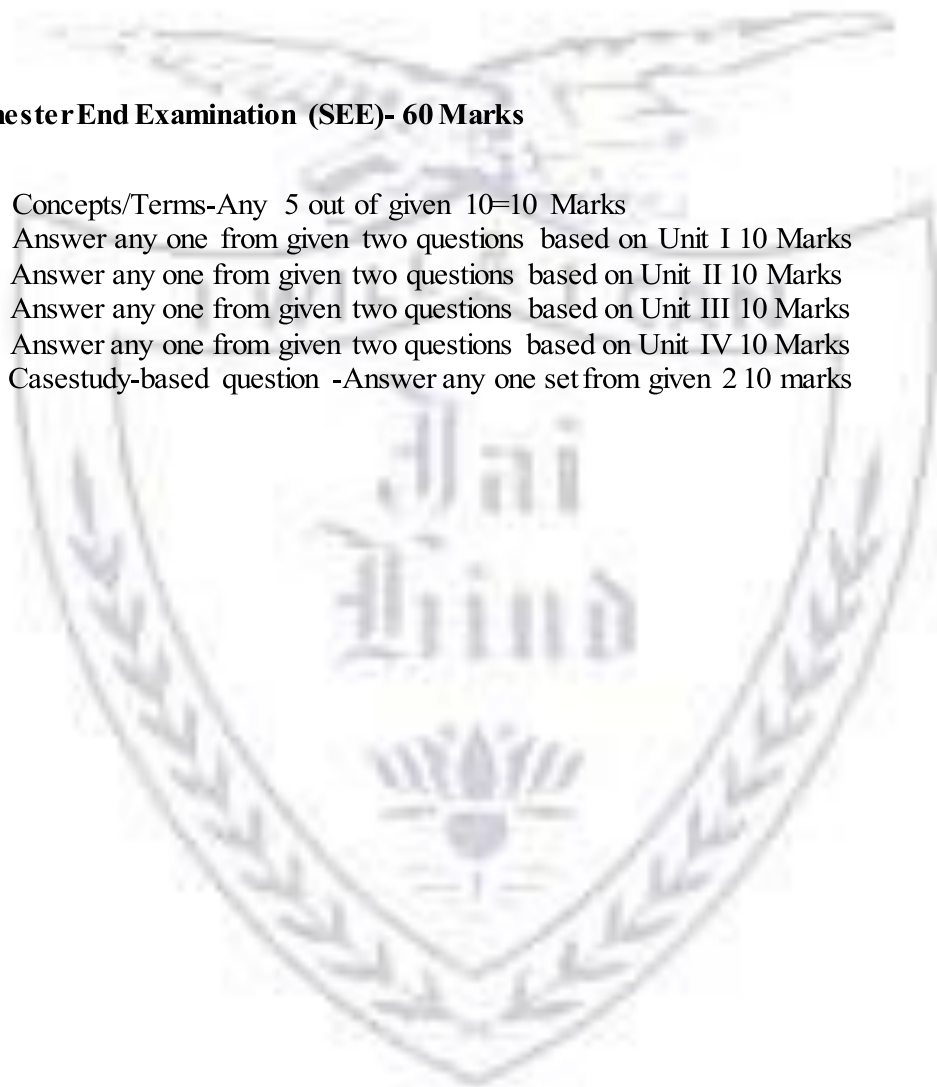 nester End Examination (SEE)- 60 Marks
Concepts/Terms-Any 5 out of given 10=10 Marks
Answer any one from given two questions based on Unit I 10 Marks
Answer any one from given two questions based on Unit II 10 Marks
Answer any one from given two questions based on Unit III 10 Marks
Answer any one from given two questions based on Unit IV 10 Marks
Casestudy-based question -Answer any one set from given 2 10 marks
Jai
Hind